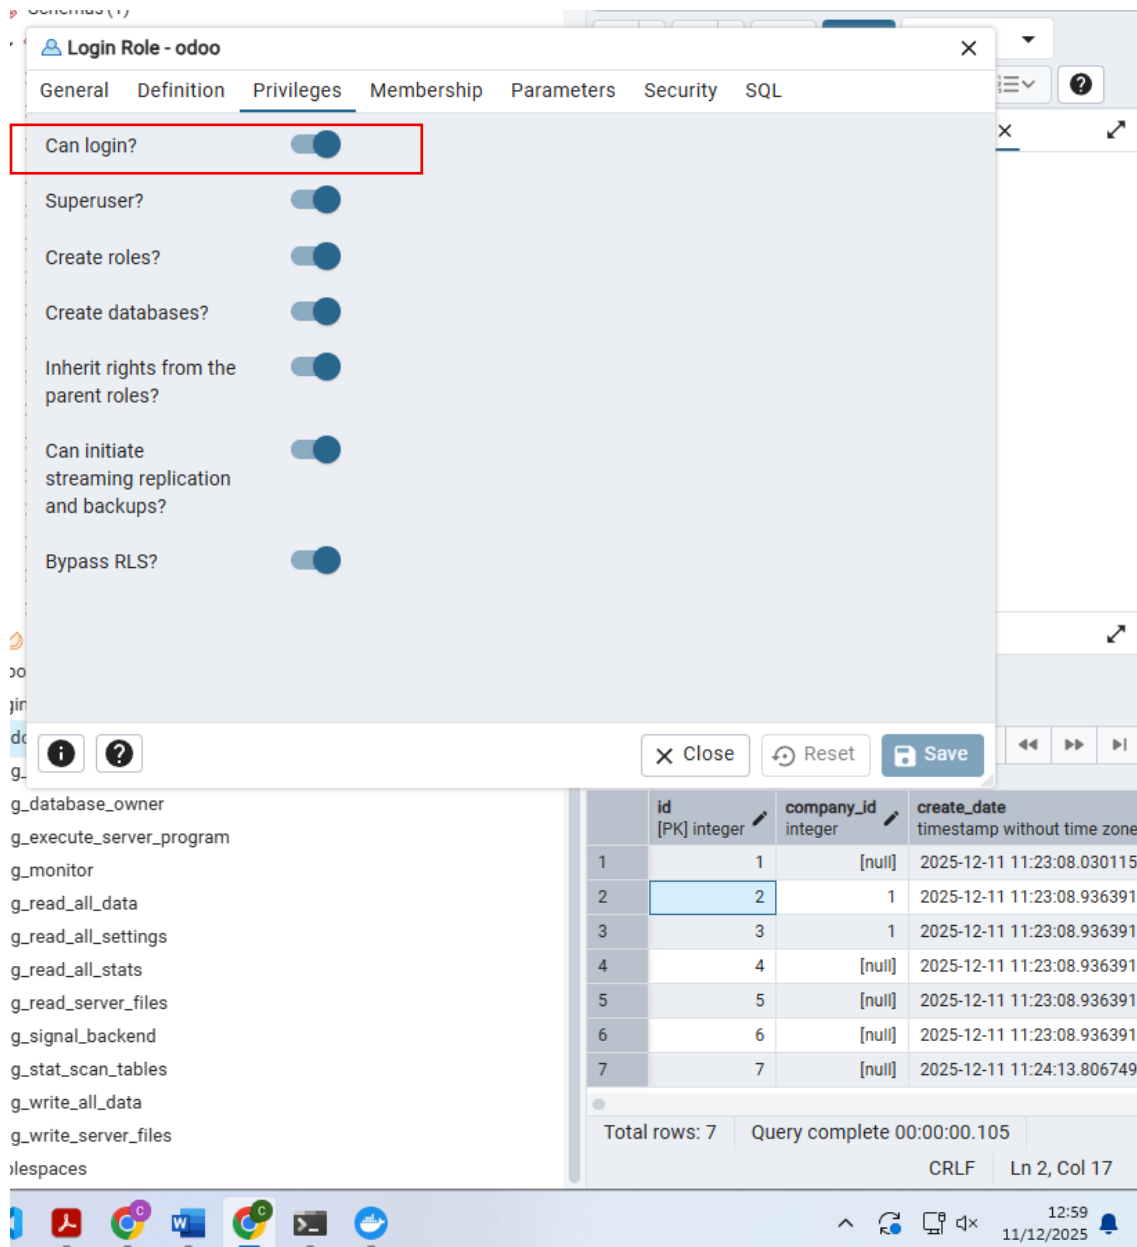 Schemas (1)
Login Role - odoo
General Definition Privileges Membership Parameters Security SQL
Can login?
Superuser?
Create roles?
Create databases?
Inherit rights from the
parent roles?
Can initiate
streaming replication
and backups?
Bypass RLS?
Close Reset Save
g_database_owner
g_execute_server_program
g_monitor
g_read_all_data
g_read_all_settings
g_read_all_stats
g_read_server_files
g_signal_backend
g_stat_scan_tables
g_write_all_data
g_write_server_files
lespaces
id company_id create_date
[PK] integer integer timestamp without time zone
1 1 [null] 2025-12-11 11:23:08.030115
2 2 1 2025-12-11 11:23:08.936391
3 3 1 2025-12-11 11:23:08.936391
4 4 [null] 2025-12-11 11:23:08.936391
5 5 [null] 2025-12-11 11:23:08.936391
6 6 [null] 2025-12-11 11:23:08.936391
7 7 [null] 2025-12-11 11:24:13.806749
Total rows: 7 Query complete 00:00:00.105
CRLF Ln 2, Col 17
12:59
11/12/2025